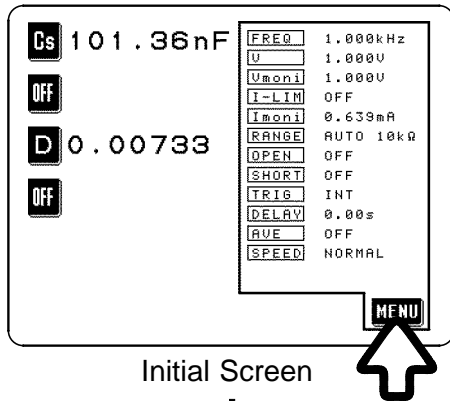 Cs 101.36nF
OFF
D 0.00733
OFF
FREQ 1.000kHz
V 1.000V
Vmoni 1.000V
I-LIM OFF
Imoni 0.639mA
RANGE AUTO 10kΩ
OPEN OFF
SHORT OFF
TRIG INT
DELAY 0.00s
AVE OFF
SPEED NORMAL
MENU
Initial Screen